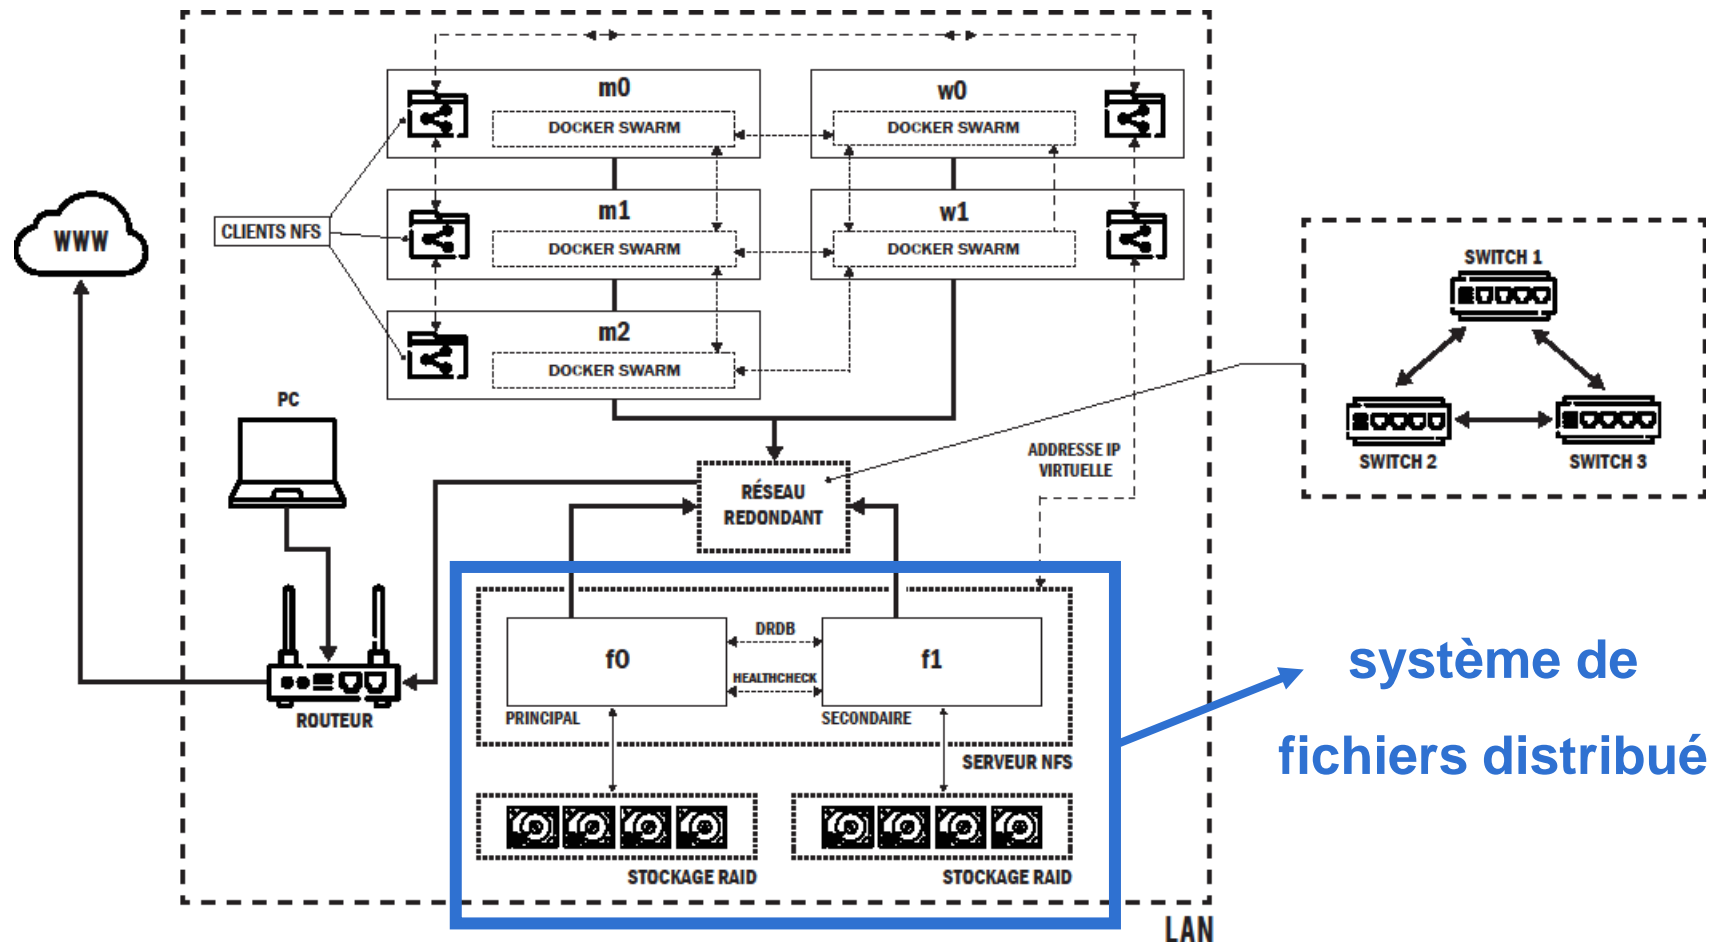 m0
DOCKER SWARM
w0
DOCKER SWARM
CLIENTS NFS
m1
DOCKER SWARM
w1
DOCKER SWARM
WWW
m2
DOCKER SWARM
SWITCH 1
SWITCH 2
SWITCH 3
PC
ADDRESSE IP
VIRTUELLE
RÉSEAU
REDONDANT
ROUTEUR
f0
DRDB
HEALTHCHECK
f1
PRINCIPAL
SECONDAIRE
SERVEUR NFS
STOCKAGE RAID
STOCKAGE RAID
LAN
système de
fichiers distribué